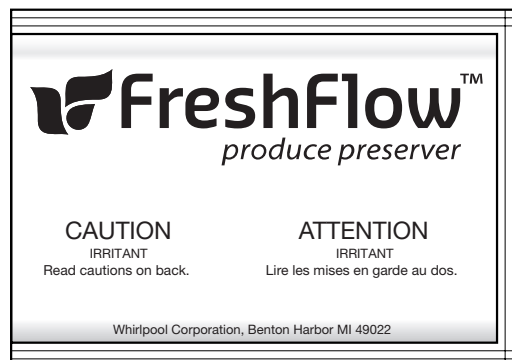 FreshFlow™
produce preserver
CAUTION
IRRITANT
Read cautions on back.
ATTENTION
IRRITANT
Lire les mises en garde au dos.
Whirlpool Corporation, Benton Harbor MI 49022